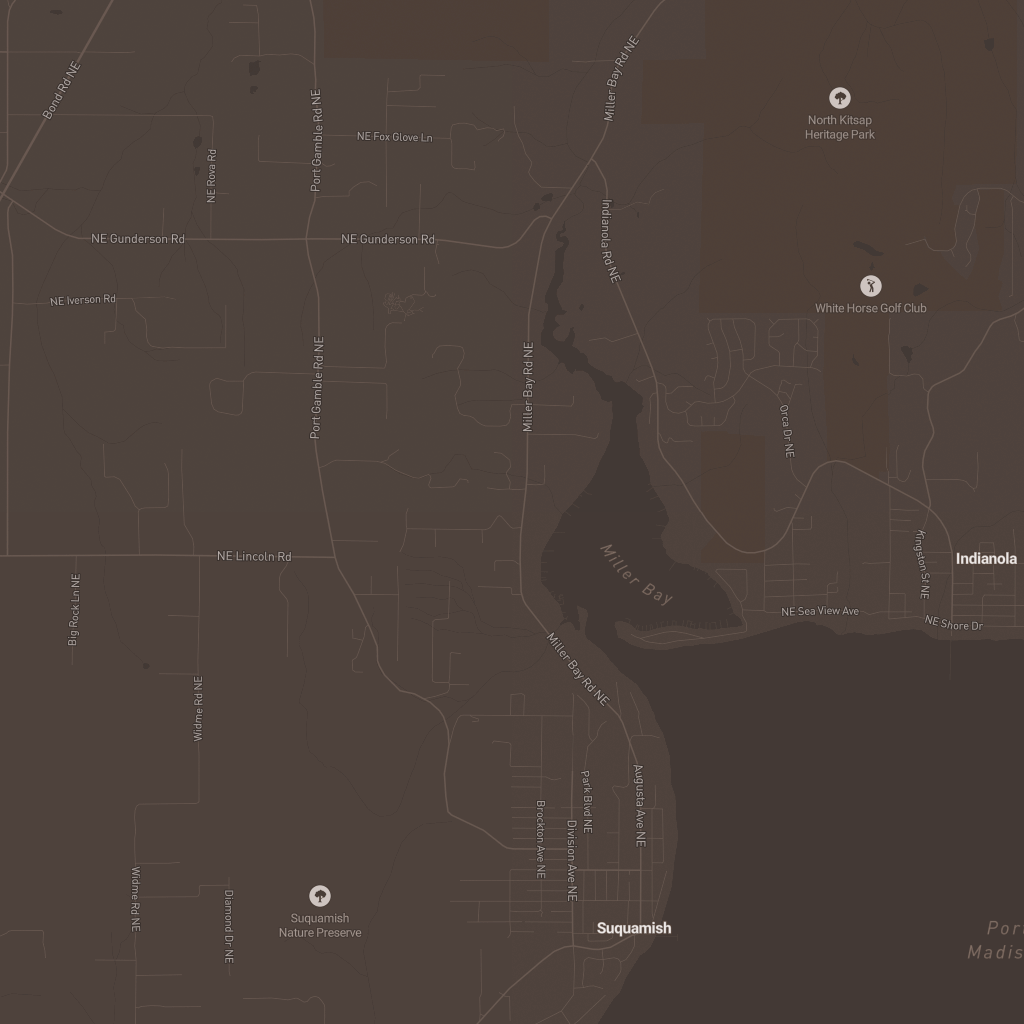 Bond Rd NE
Port Gamble Rd NE
Miller Bay Rd NE
NE Fox Glove Ln
North Kitsap
Heritage Park
NE Rova Rd
NE Gunderson Rd
NE Gunderson Rd
Indianola Rd NE
NE Iverson Rd
White Horse Golf Club
Port Gamble Rd NE
Miller Bay Rd NE
Orca Dr NE
NE Lincoln Rd
Miller Bay
Kingston St NE
Indianola
Big Rock Ln NE
NE Sea View Ave
NE Shore Dr
Miller Bay Rd NE
Widme Rd NE
Augusta Ave NE
Park Blvd NE
Brockton Ave NE
Division Ave NE
Widme Rd NE
Diamond Dr NE
Suquamish
Nature Preserve
Suquamish
Por
Madis